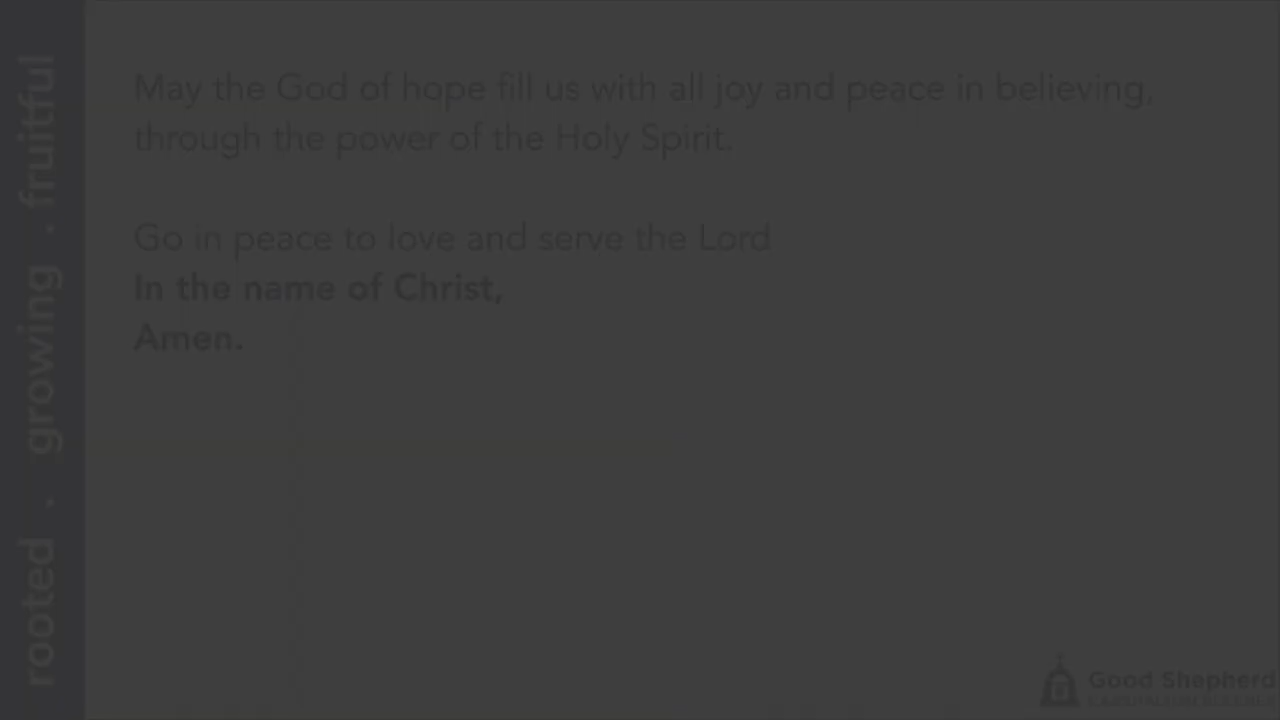 rooted . growing . fruitful
May the God of hope fill us with all joy and peace in believing,
through the power of the Holy Spirit.
Go in peace to love and serve the Lord
In the name of Christ,
Amen.
Good Shepherd